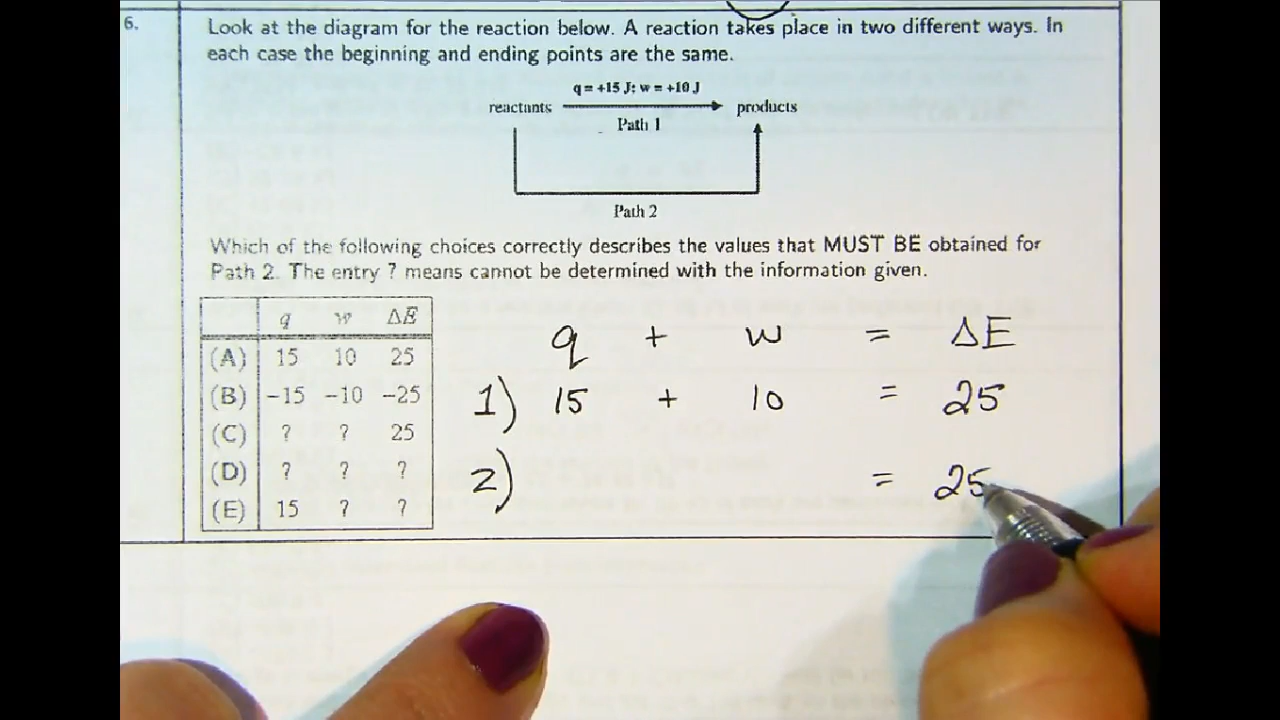 6.
Look at the diagram for the reaction below. A reaction takes place in two different ways. In
each case the beginning and ending points are the same.
q = +15 J; w = +10 J
reactants products
Path 1
Path 2
Which of the following choices correctly describes the values that MUST BE obtained for
Path 2. The entry ? means cannot be determined with the information given.
q w ΔE
(A) 15 10 25
(B) −15 −10 −25
(C) ? ? 25
(D) ? ? ?
(E) 15 ? ?
q + w = ΔE
1) 15 + 10 = 25
2) = 25